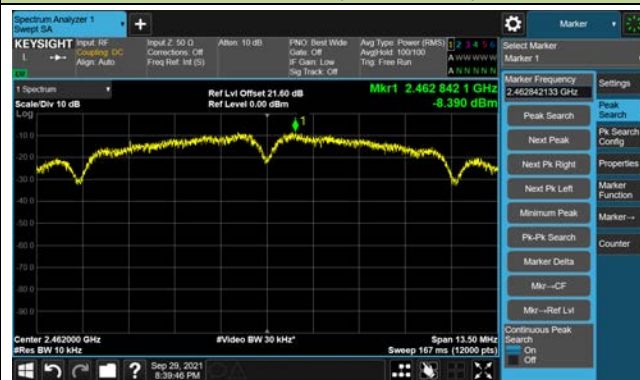 Spectrum Analyzer 1
Swept SA
Marker
KEYSIGHT
Input: RF
Coupling: DC
Align: Auto
Input Z: 50 Ω
Corrections: Off
Freq Ref: Int (S)
Atten: 10 dB
PNO: Best Wide
Gate: Off
IF Gain: Low
Sig Track: Off
Avg Type: Power (RMS)
Avg|Hold: 100/100
Trig: Free Run
1 2 3 4 5 6
A W W W W W
A N N N N N
Select Marker
Marker 1
1 Spectrum
Scale/Div 10 dB
Log
Ref Lvl Offset 21.60 dB
Ref Level 0.00 dBm
Mkr1 2.462 842 1 GHz
-8.390 dBm
1
-10.0
-20.0
-30.0
-40.0
-50.0
-60.0
-70.0
-80.0
-90.0
Center 2.462000 GHz
#Res BW 10 kHz
#Video BW 30 kHz*
Span 13.50 MHz
Sweep 167 ms (12000 pts)
Marker Frequency
2.462842133 GHz
Peak Search
Next Peak
Next Pk Right
Next Pk Left
Minimum Peak
Pk-Pk Search
Marker Delta
Mkr→CF
Mkr→Ref Lvl
Continuous Peak
Search
On
Off
Settings
Peak
Search
Pk Search
Config
Properties
Marker
Function
Marker→
Counter
Sep 29, 2021
8:39:46 PM